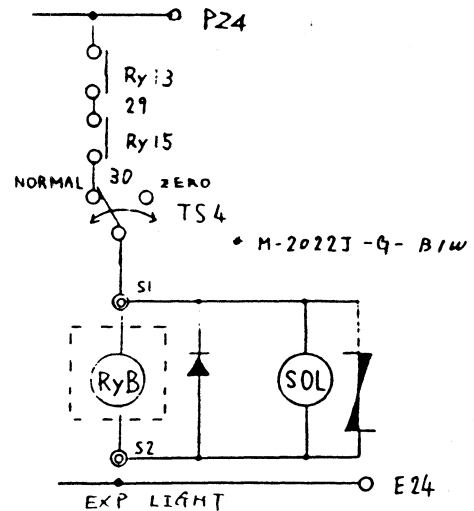 P24
Ry13
29
Ry15
NORMAL 30 ZERO
TS4
* M-2022J-G-B/W
S1
RyB SOL
S2
E24
EXP LIGHT